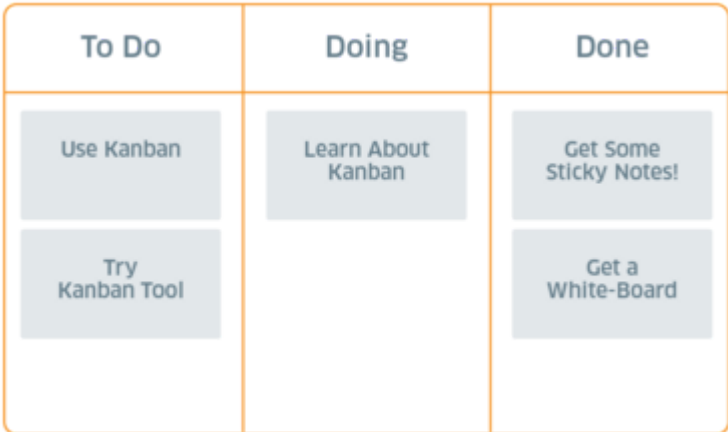 To Do
Doing
Done
Use Kanban
Try
Kanban Tool
Learn About
Kanban
Get Some
Sticky Notes!
Get a
White-Board